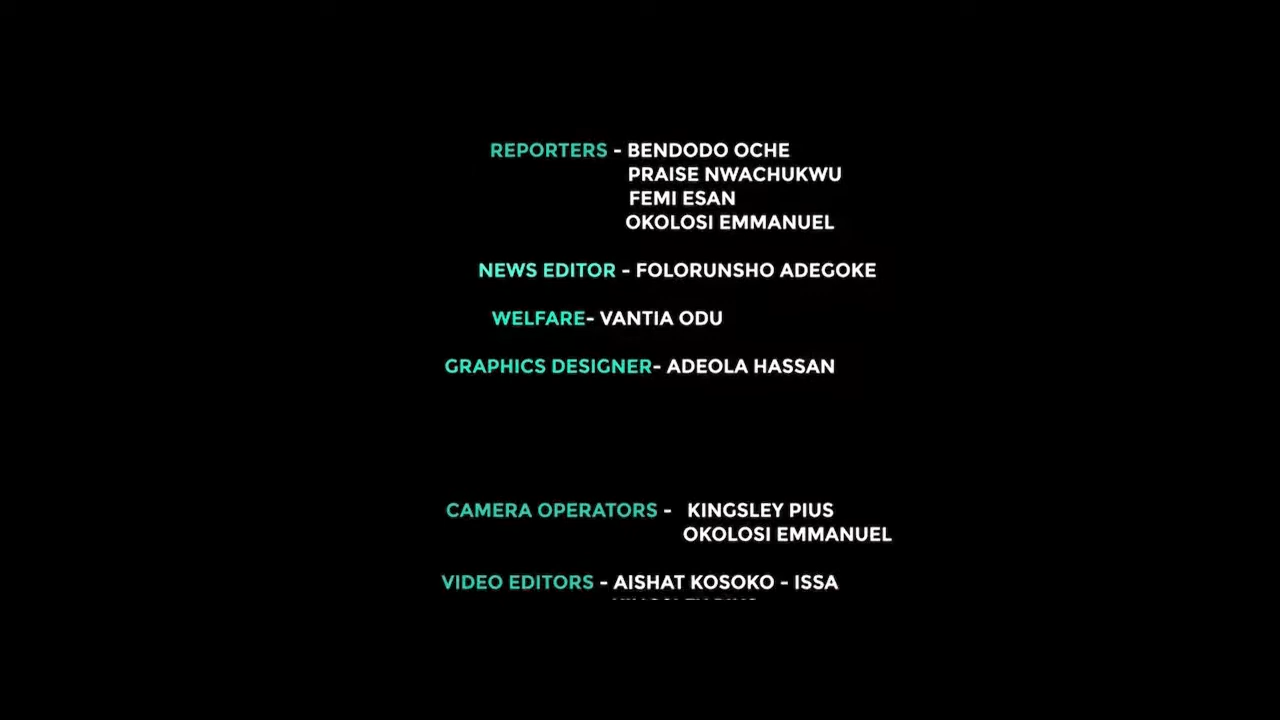 REPORTERS - BENDODO OCHE
PRAISE NWACHUKWU
FEMI ESAN
OKOLOSI EMMANUEL
NEWS EDITOR - FOLORUNSHO ADEGOKE
WELFARE- VANTIA ODU
GRAPHICS DESIGNER- ADEOLA HASSAN
CAMERA OPERATORS - KINGSLEY PIUS
OKOLOSI EMMANUEL
VIDEO EDITORS - AISHAT KOSOKO - ISSA